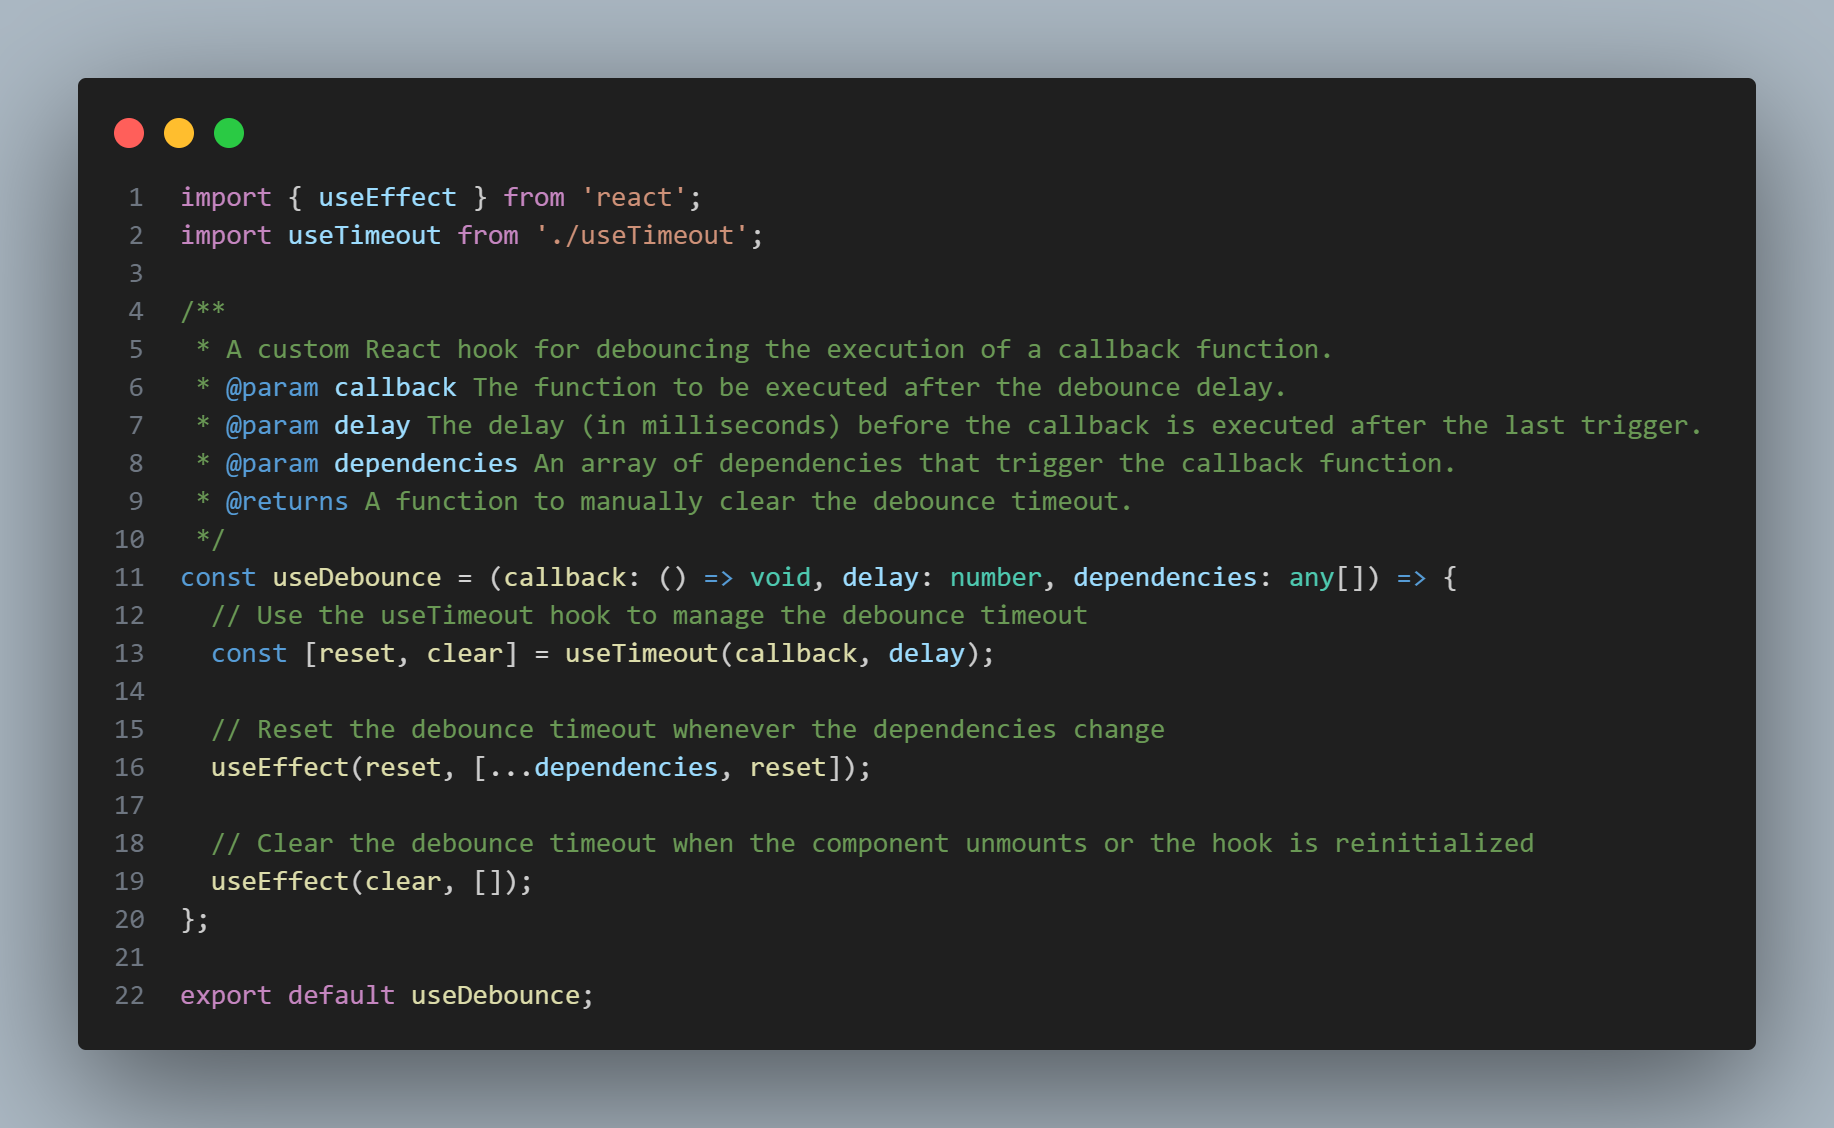 1 import { useEffect } from 'react';
2 import useTimeout from './useTimeout';
3
4 /**
5  * A custom React hook for debouncing the execution of a callback function.
6  * @param callback The function to be executed after the debounce delay.
7  * @param delay The delay (in milliseconds) before the callback is executed after the last trigger.
8  * @param dependencies An array of dependencies that trigger the callback function.
9  * @returns A function to manually clear the debounce timeout.
10  */
11 const useDebounce = (callback: () => void, delay: number, dependencies: any[]) => {
12   // Use the useTimeout hook to manage the debounce timeout
13   const [reset, clear] = useTimeout(callback, delay);
14
15   // Reset the debounce timeout whenever the dependencies change
16   useEffect(reset, [...dependencies, reset]);
17
18   // Clear the debounce timeout when the component unmounts or the hook is reinitialized
19   useEffect(clear, []);
20 };
21
22 export default useDebounce;